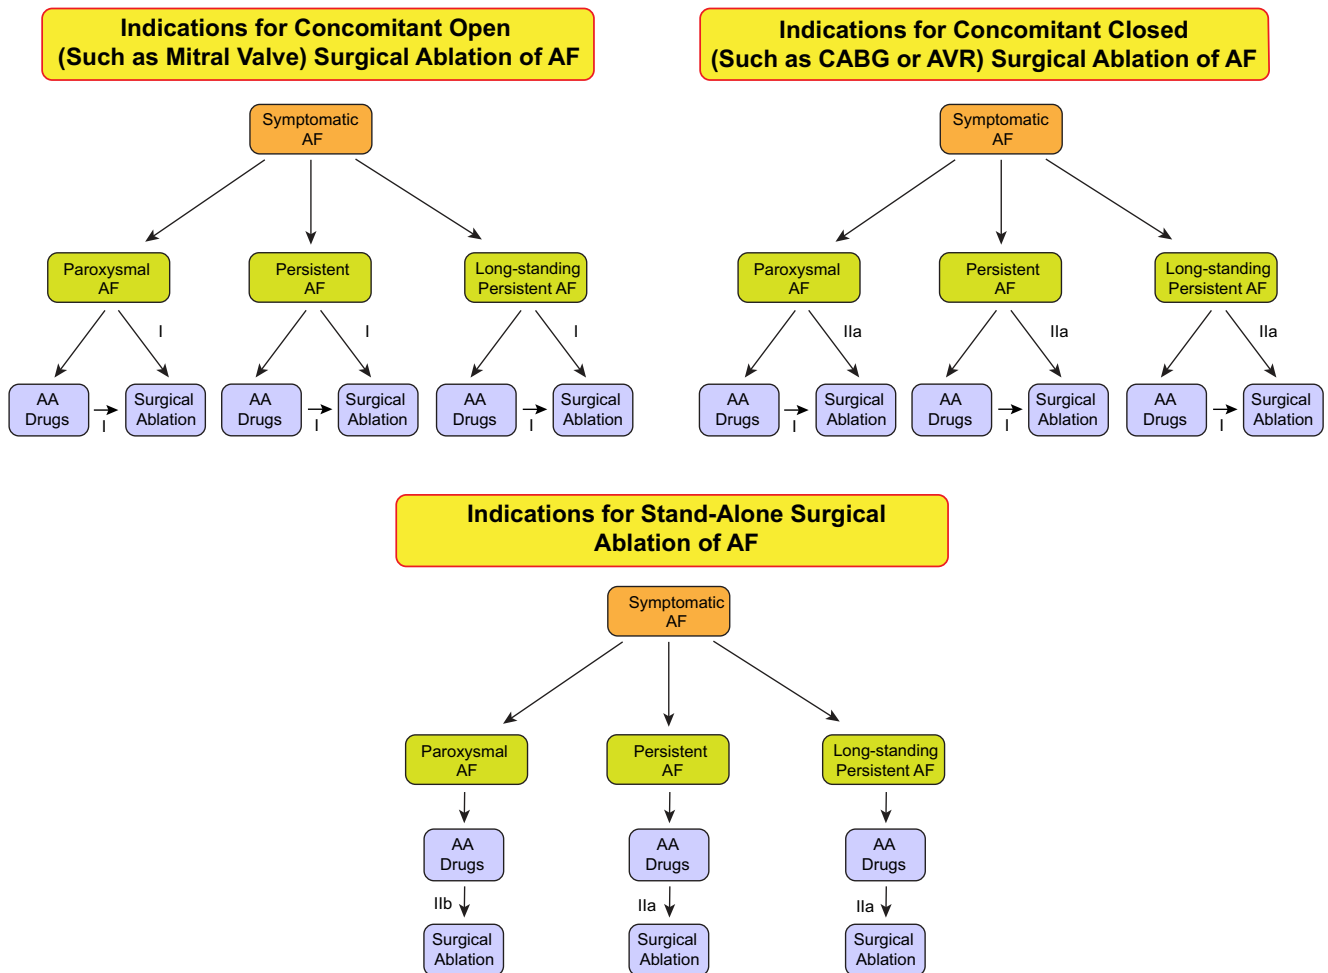 Indications for Concomitant Open
(Such as Mitral Valve) Surgical Ablation of AF
Symptomatic
AF
Paroxysmal
AF
Persistent
AF
Long-standing
Persistent AF
I
I
I
AA
Drugs
I
Surgical
Ablation
AA
Drugs
I
Surgical
Ablation
AA
Drugs
I
Surgical
Ablation
Indications for Concomitant Closed
(Such as CABG or AVR) Surgical Ablation of AF
Symptomatic
AF
Paroxysmal
AF
Persistent
AF
Long-standing
Persistent AF
IIa
IIa
IIa
AA
Drugs
I
Surgical
Ablation
AA
Drugs
I
Surgical
Ablation
AA
Drugs
I
Surgical
Ablation
Indications for Stand-Alone Surgical
Ablation of AF
Symptomatic
AF
Paroxysmal
AF
Persistent
AF
Long-standing
Persistent AF
AA
Drugs
AA
Drugs
AA
Drugs
IIb
IIa
IIa
Surgical
Ablation
Surgical
Ablation
Surgical
Ablation